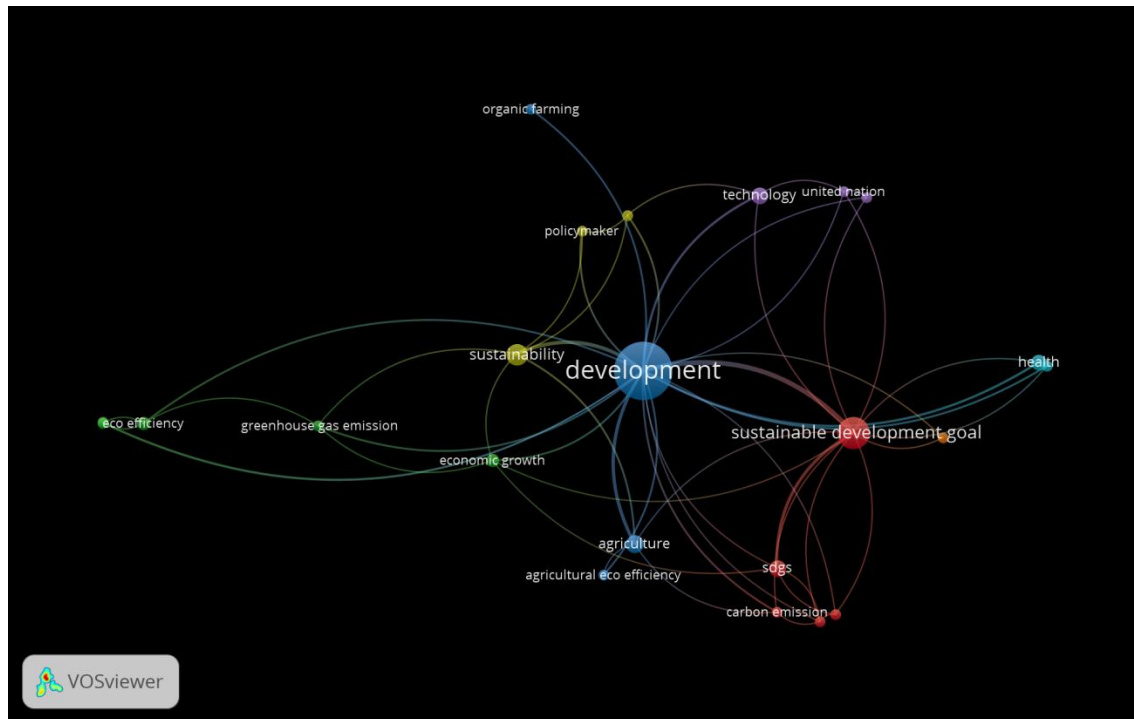 organic farming
technology
united nation
policymaker
sustainability
development
health
eco efficiency
greenhouse gas emission
sustainable development goal
economic growth
agriculture
sdgs
agricultural eco efficiency
carbon emission
VOSviewer